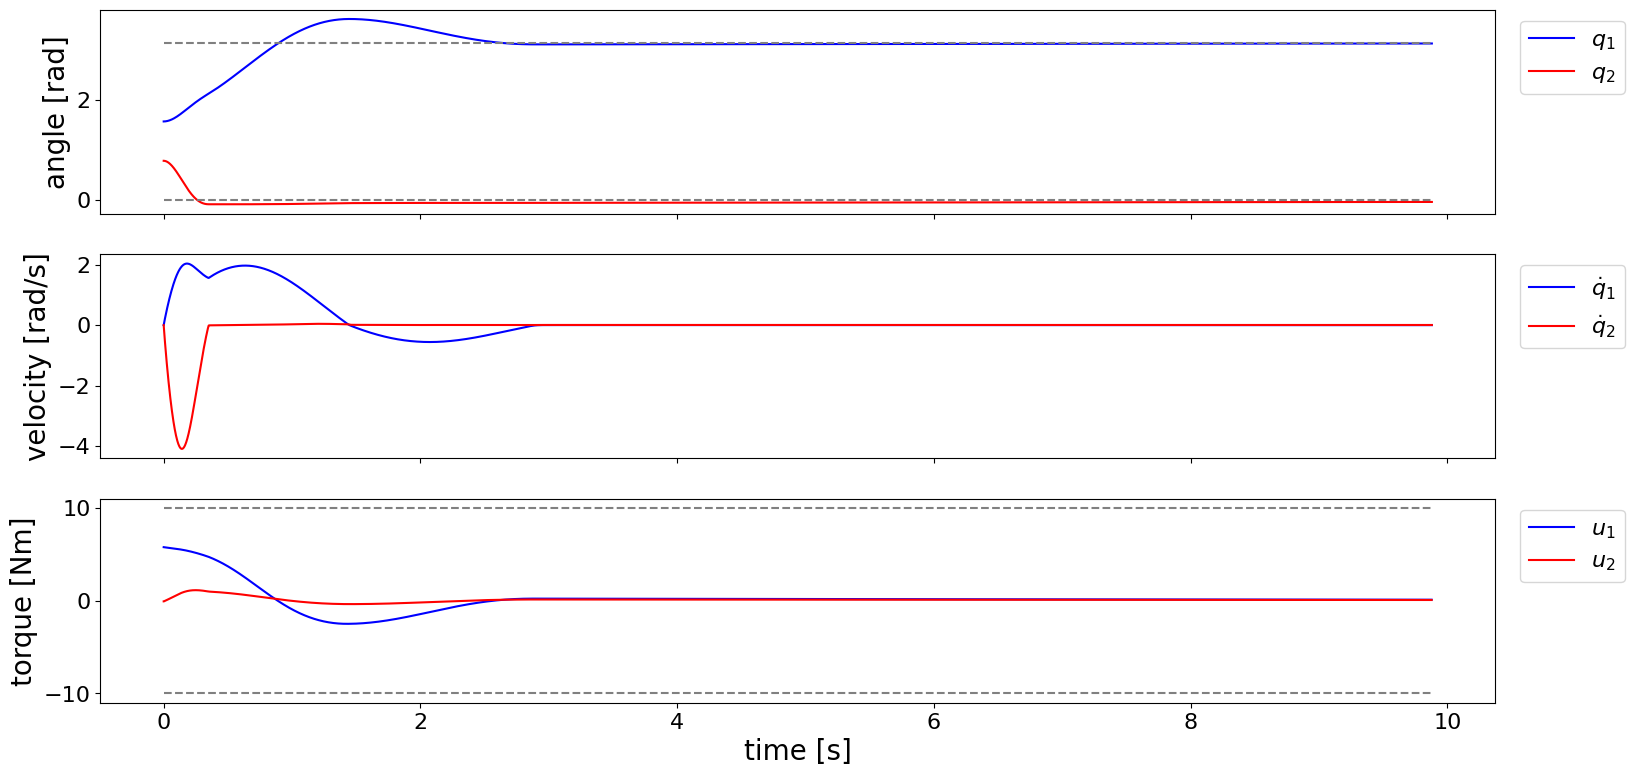 angle [rad]
2
0
q₁
q₂
velocity [rad/s]
2
0
−2
−4
q̇₁
q̇₂
torque [Nm]
10
0
−10
u₁
u₂
0 2 4 6 8 10
time [s]